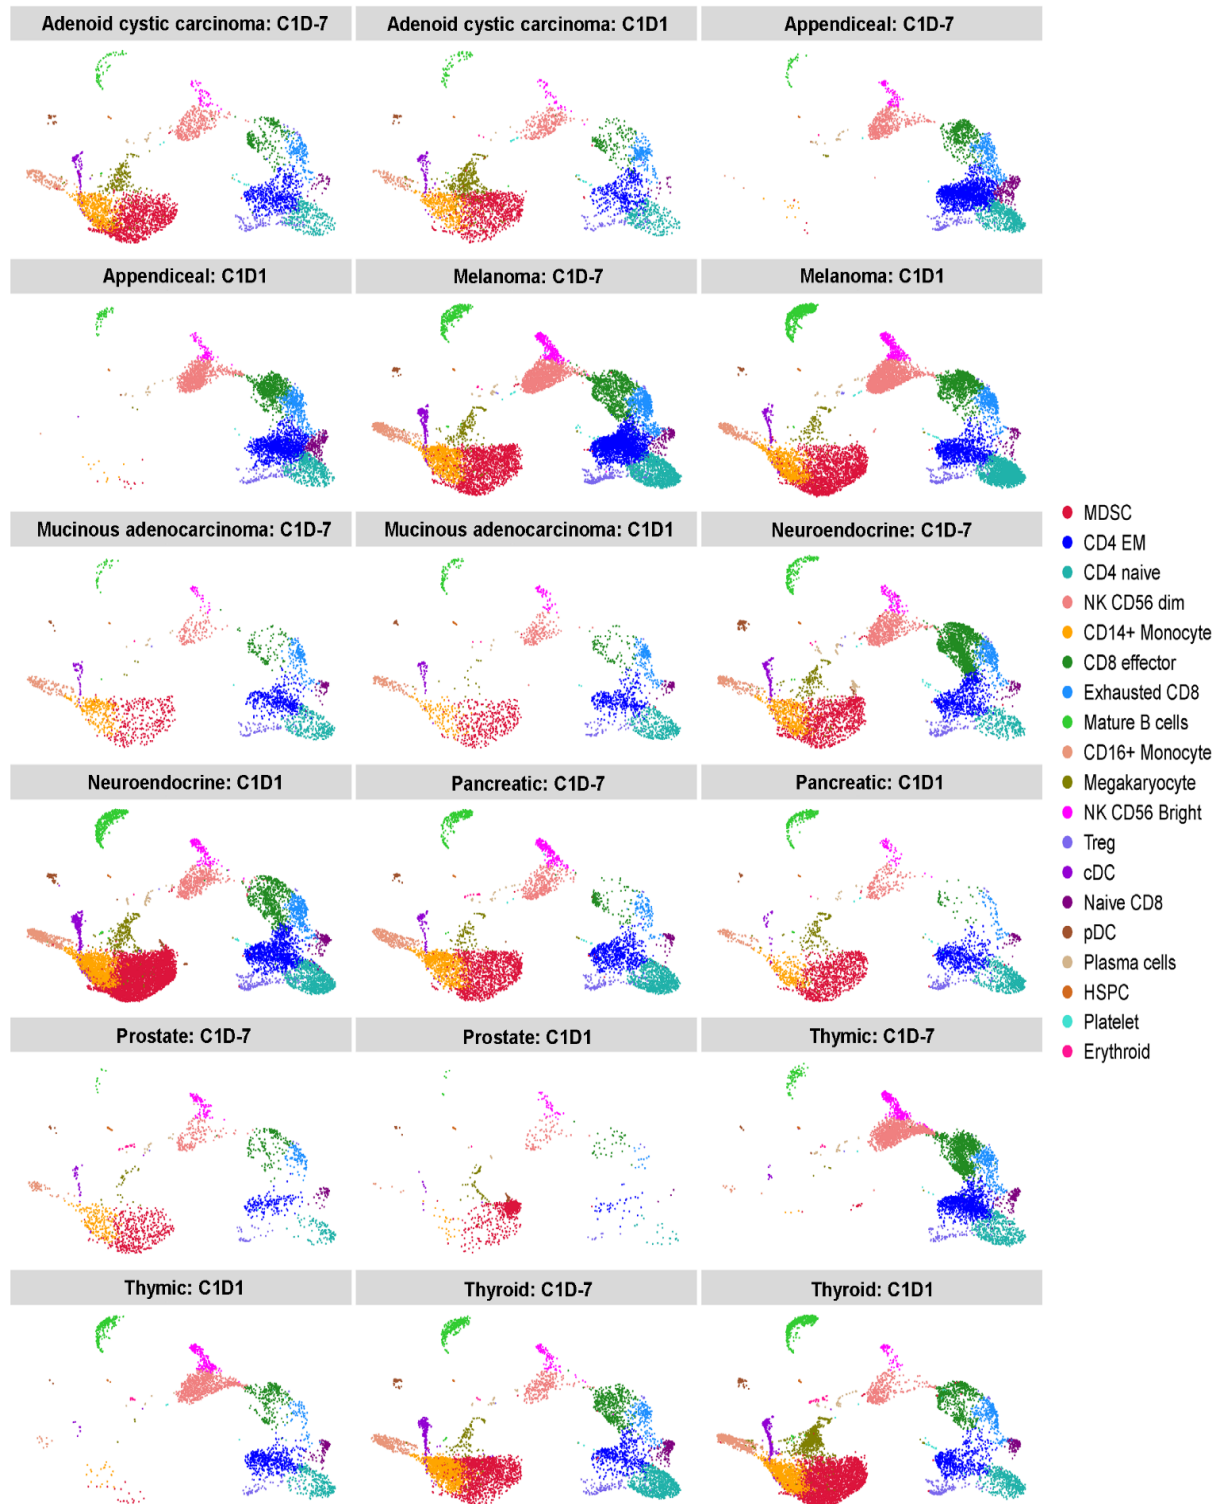 Adenoid cystic carcinoma: C1D-7
Adenoid cystic carcinoma: C1D1
Appendiceal: C1D-7
Appendiceal: C1D1
Melanoma: C1D-7
Melanoma: C1D1
Mucinous adenocarcinoma: C1D-7
Mucinous adenocarcinoma: C1D1
Neuroendocrine: C1D-7
Neuroendocrine: C1D1
Pancreatic: C1D-7
Pancreatic: C1D1
Prostate: C1D-7
Prostate: C1D1
Thymic: C1D-7
Thymic: C1D1
Thyroid: C1D-7
Thyroid: C1D1
MDSC
CD4 EM
CD4 naive
NK CD56 dim
CD14+ Monocyte
CD8 effector
Exhausted CD8
Mature B cells
CD16+ Monocyte
Megakaryocyte
NK CD56 Bright
Treg
cDC
Naive CD8
pDC
Plasma cells
HSPC
Platelet
Erythroid